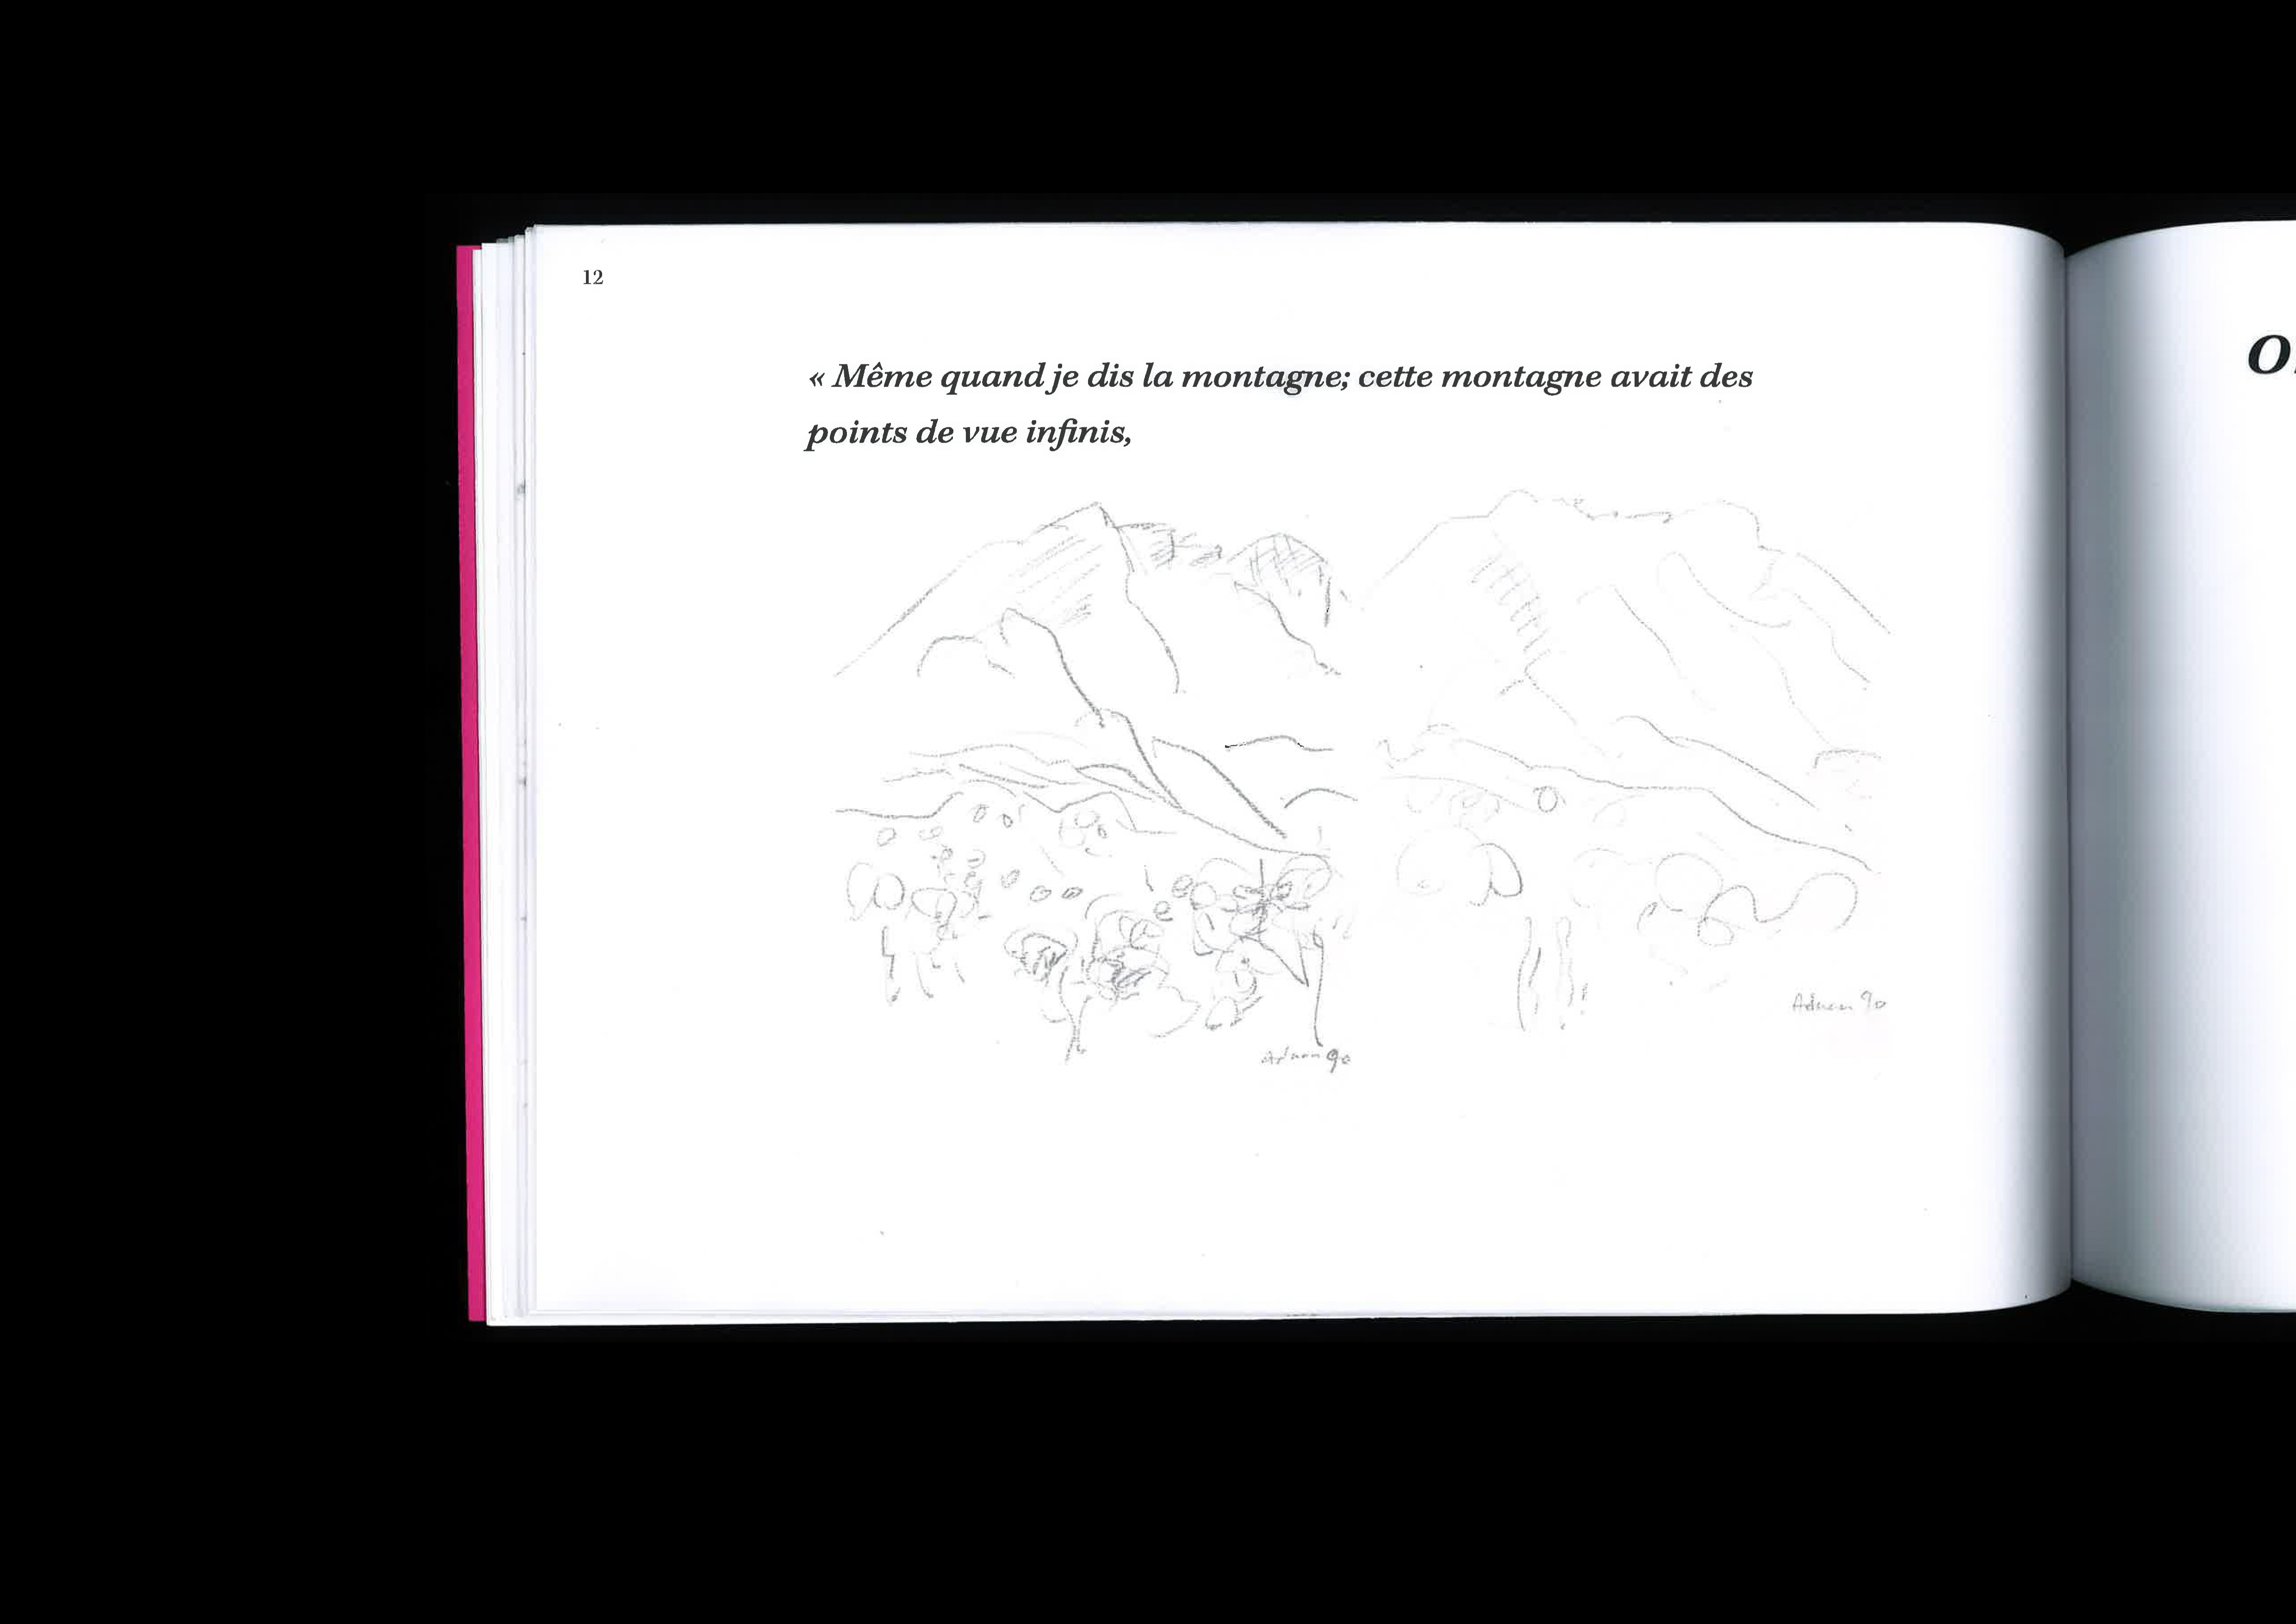 12
« Même quand je dis la montagne; cette montagne avait des
points de vue infinis,
Adnan 90
Adnan 90
O